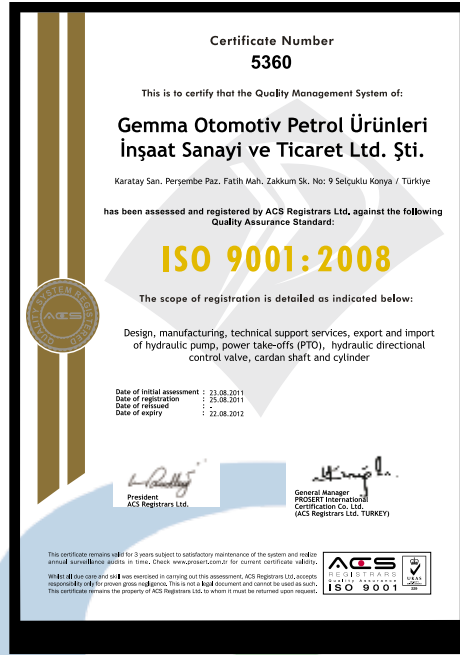 Certificate Number
5360
This is to certify that the Quality Management System of:
Gemma Otomotiv Petrol Ürünleri
İnşaat Sanayi ve Ticaret Ltd. Şti.
Karatay San. Perşembe Paz. Fatih Mah. Zakkum Sk. No: 9 Selçuklu Konya / Türkiye
has been assessed and registered by ACS Registrars Ltd. against the following
Quality Assurance Standard:
ISO 9001:2008
The scope of registration is detailed as indicated below:
QUALITY SYSTEM REGISTERED
ACS
Design, manufacturing, technical support services, export and import
of hydraulic pump, power take-offs (PTO), hydraulic directional
control valve, cardan shaft and cylinder
Date of initial assessment : 23.08.2011
Date of registration : 25.08.2011
Date of reissued : -
Date of expiry : 22.08.2012
President
ACS Registrars Ltd.
General Manager
PROSERT International
Certification Co. Ltd.
(ACS Registrars Ltd. TURKEY)
This certificate remains valid for 3 years subject to satisfactory maintenance of the system and realize
annual surveillance audits in time. Check www.prosert.com.tr for current certificate validity.
Whilst all due care and skill was exercised in carrying out this assessment, ACS Registrars Ltd, accepts
responsibility only for proven gross negligence. This is not a legal document and cannot be used as such.
This certificate remains the property of ACS Registrars Ltd. to whom it must be returned upon request.
ACS
REGISTRARS
Quality Assurance
ISO 9001
UKAS